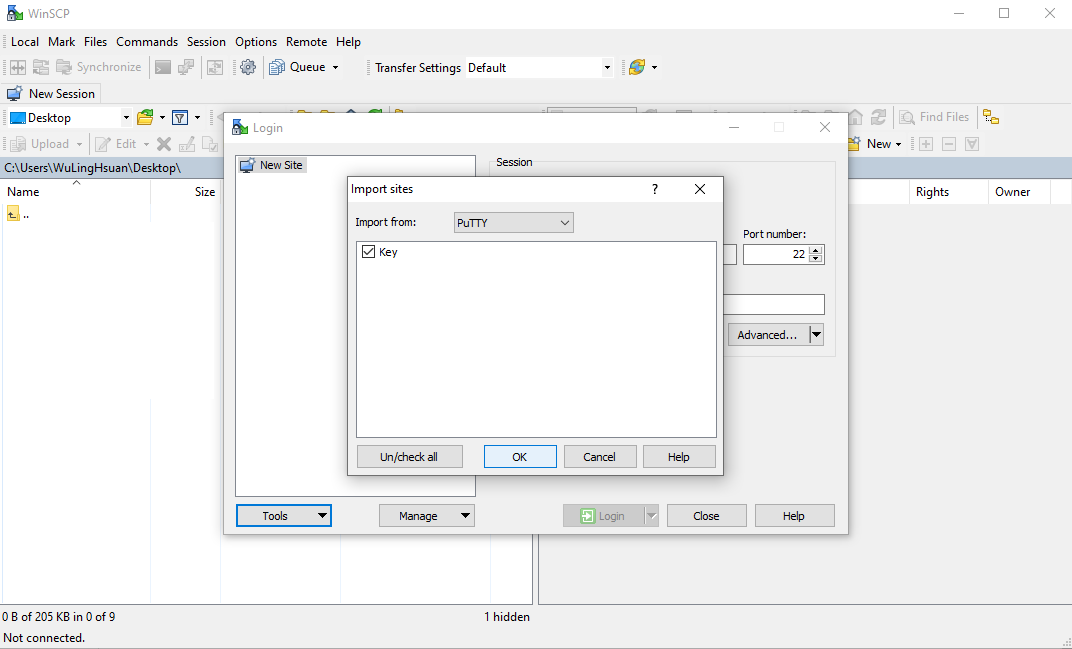 WinSCP
Local Mark Files Commands Session Options Remote Help
Synchronize Queue Transfer Settings Default
New Session
Desktop Find Files
Upload Edit New
Login
C:\Users\WuLingHsuan\Desktop\
Name Size Rights Owner
..
New Site Session
Import sites ?
Import from: PuTTY
Port number:
22
Key
Advanced...
Un/check all OK Cancel Help
Tools Manage Login Close Help
0 B of 205 KB in 0 of 9 1 hidden
Not connected.